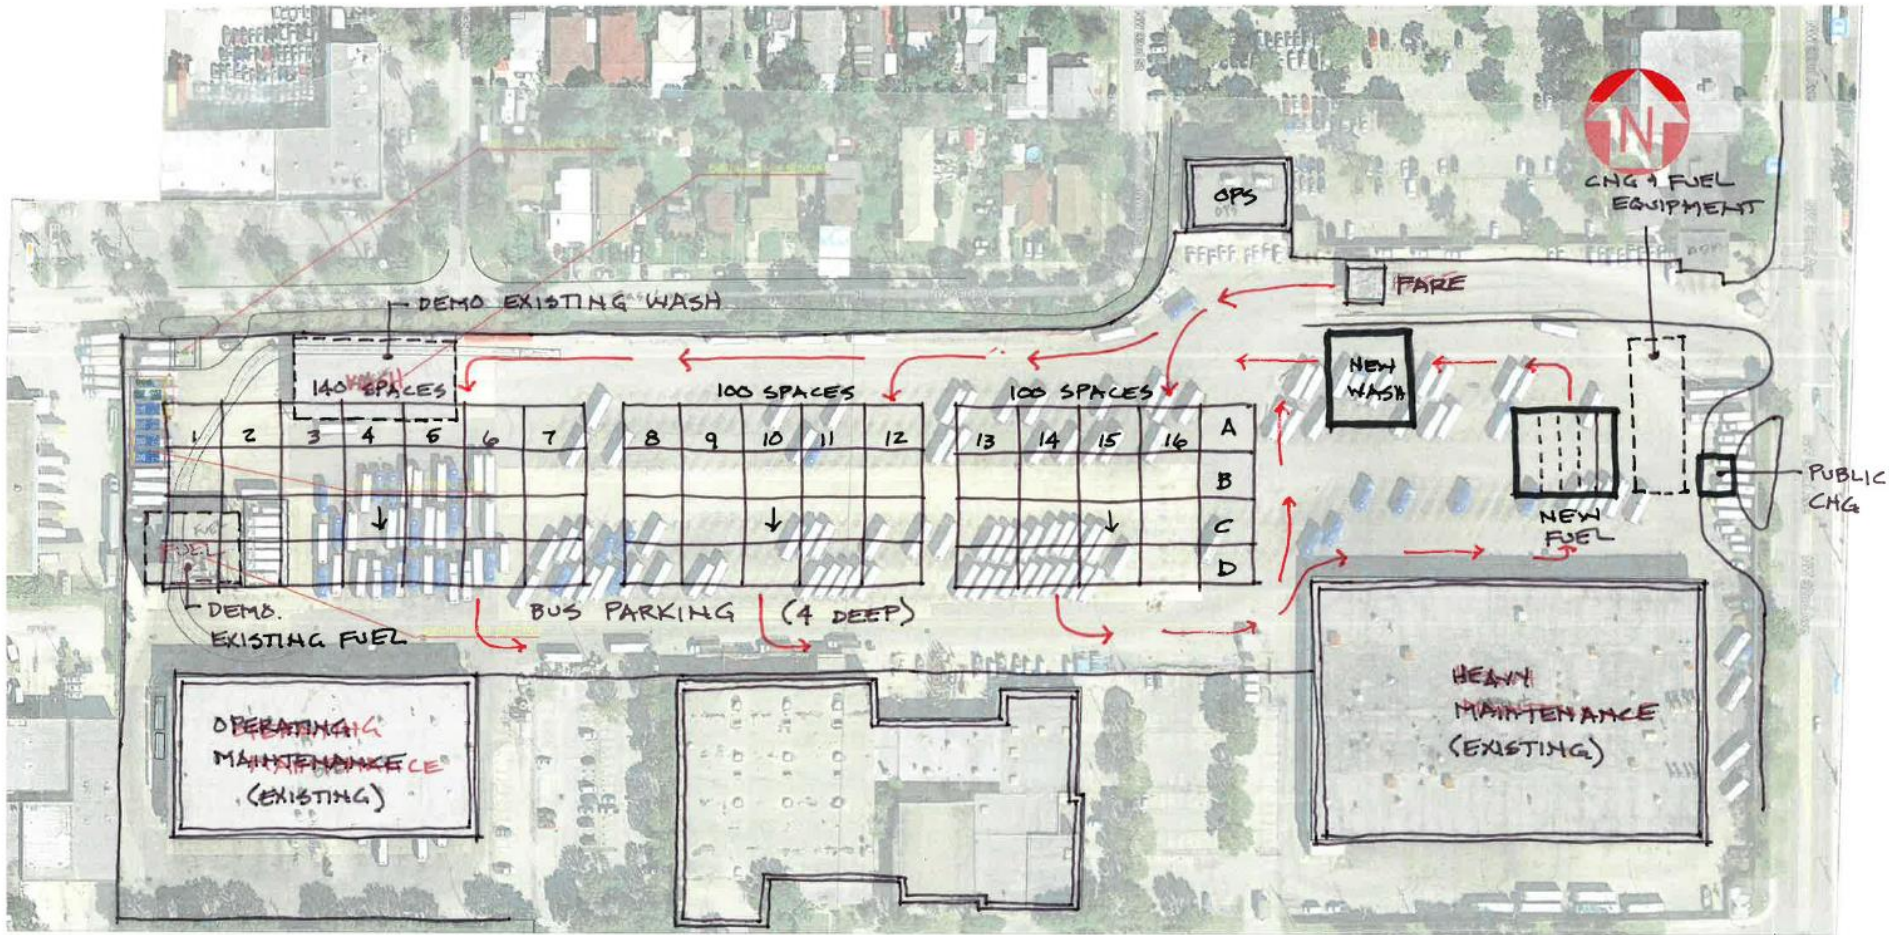 N
CNG & FUEL
EQUIPMENT
OPS
FARE
DEMO EXISTING WASH
140 SPACES
WASH
100 SPACES
100 SPACES
NEW
WASH
1 2 3 4 5 6 7
8 9 10 11 12
13 14 15 16
A
B
C
D
PUBLIC
CNG
NEW
FUEL
FUEL
DEMO.
EXISTING FUEL
BUS PARKING (4 DEEP)
OPERATING
MAINTENANCE
(EXISTING)
HEAVY
MAINTENANCE
(EXISTING)